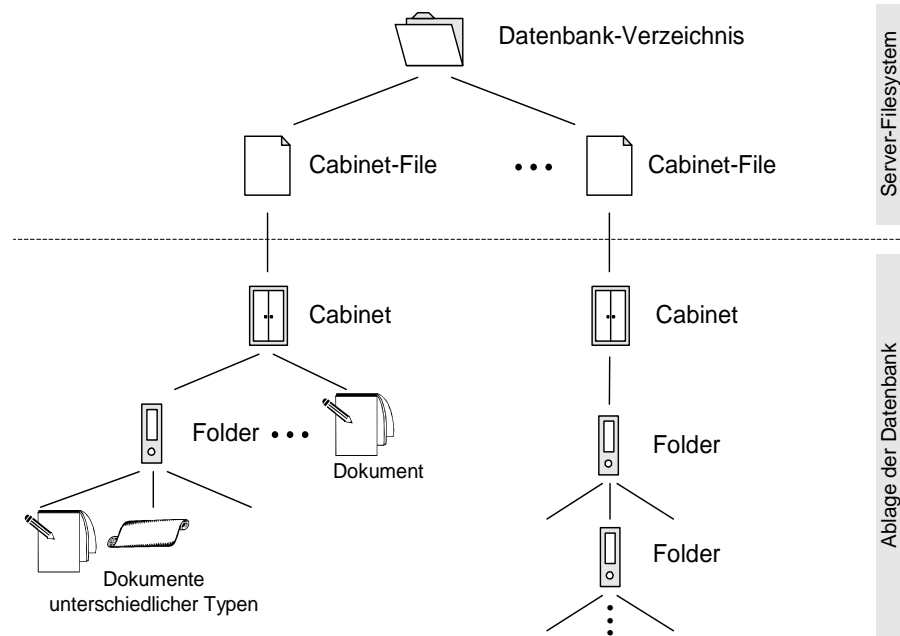 Datenbank-Verzeichnis
Server-Filesystem
Cabinet-File
Cabinet-File
Cabinet
Cabinet
Ablage der Datenbank
Folder
Dokument
Folder
Folder
Dokumente
unterschiedlicher Typen